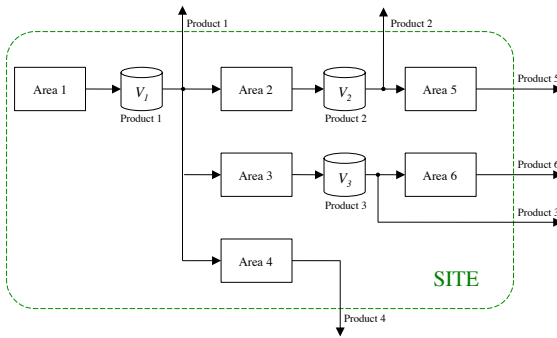 Product 1
Product 2
Area 1
V1
Product 1
Area 2
V2
Product 2
Area 5
Product 5
Area 3
V3
Product 3
Area 6
Product 6
Product 3
Area 4
SITE
Product 4